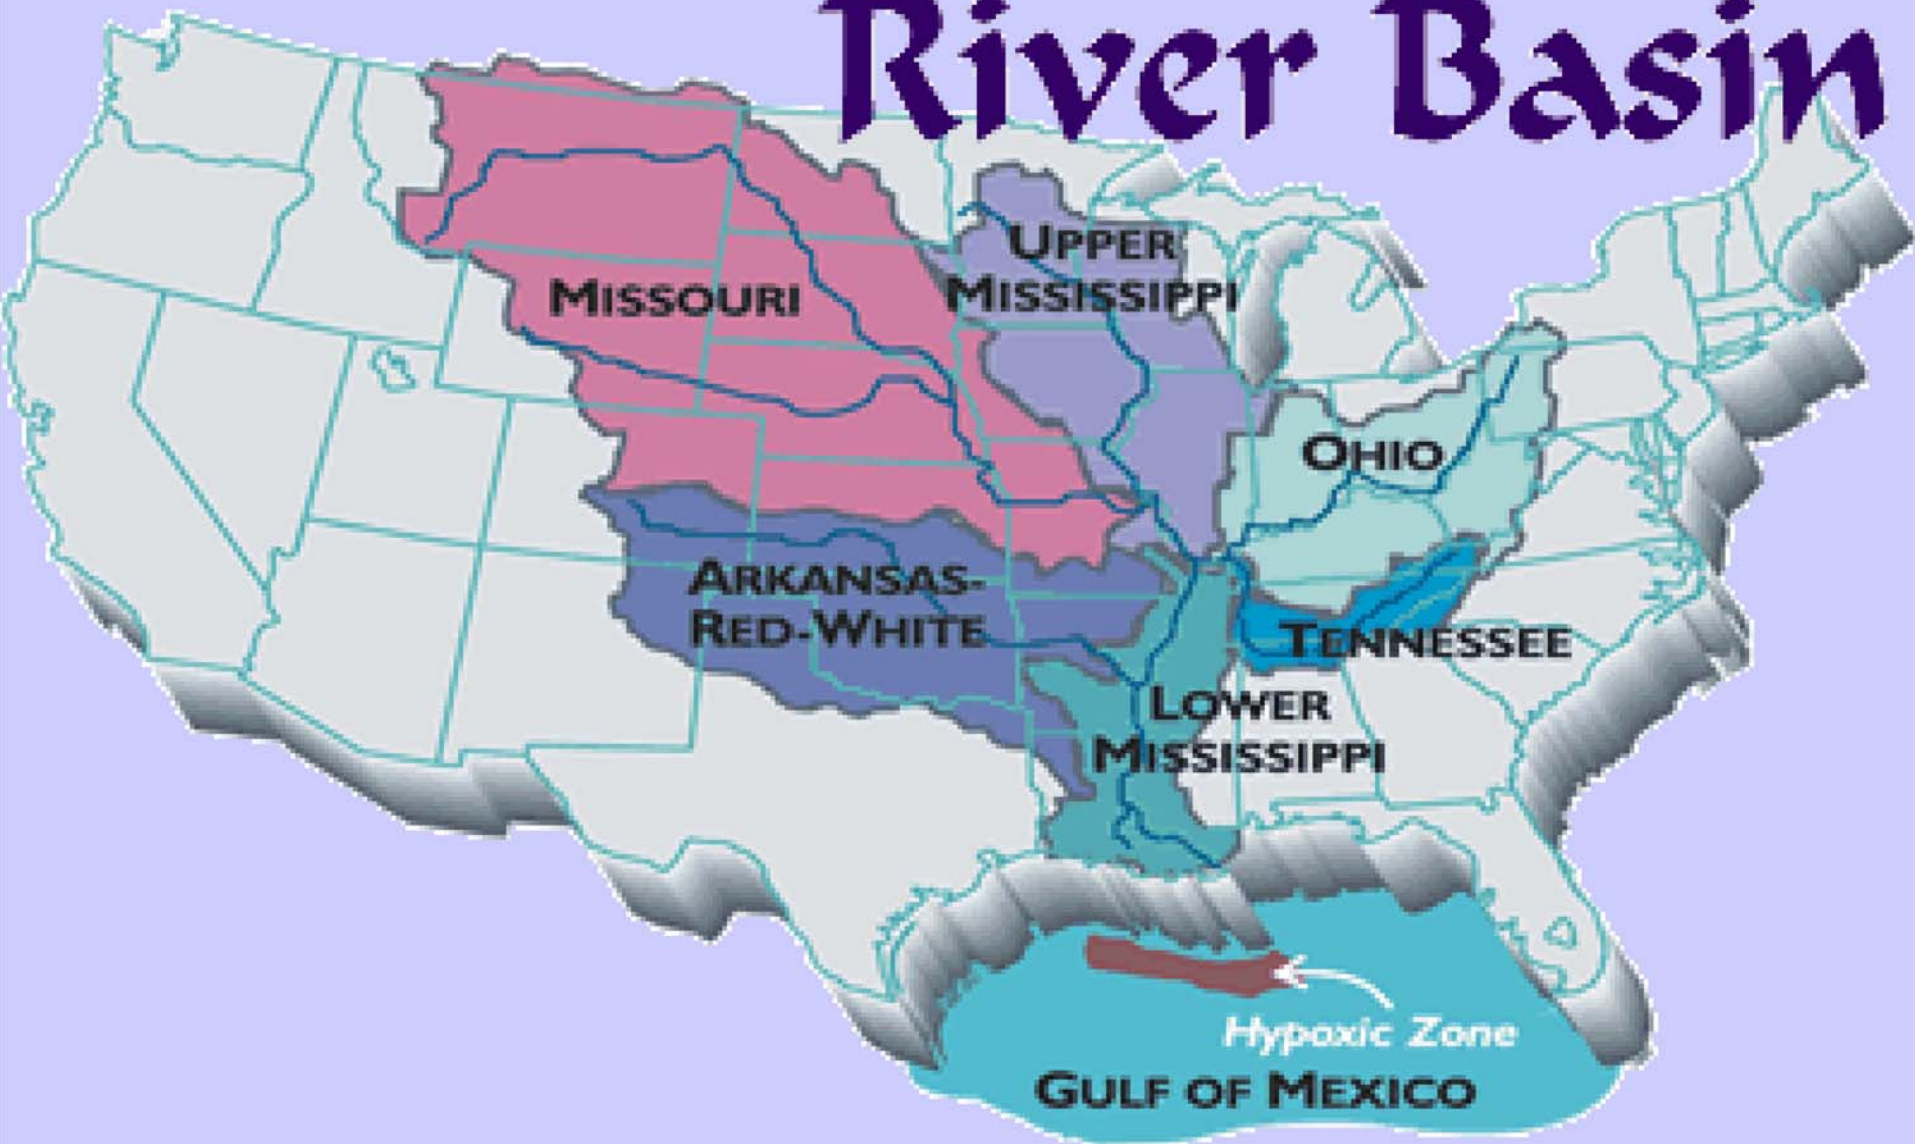 River Basin
UPPER
MISSISSIPPI
MISSOURI
OHIO
ARKANSAS-
RED-WHITE
TENNESSEE
LOWER
MISSISSIPPI
Hypoxic Zone
GULF OF MEXICO